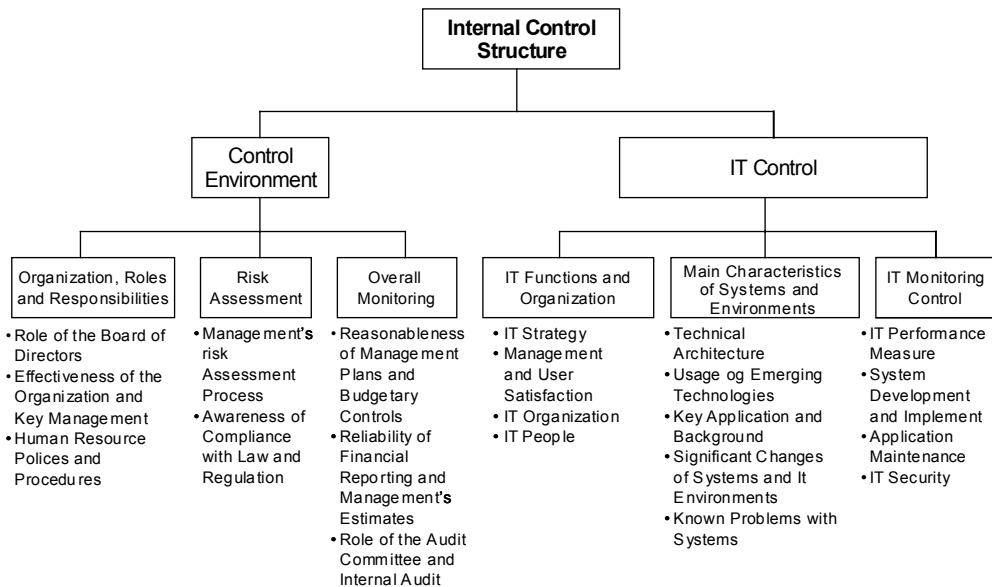 Internal Control
Structure
Control
Environment
IT Control
Organization, Roles
and Responsibilities
• Role of the Board of
Directors
• Effectiveness of the
Organization and
Key Management
• Human Resource
Polices and
Procedures
Risk
Assessment
• Management's
risk
Assessment
Process
• Awareness of
Compliance
with Law and
Regulation
Overall
Monitoring
• Reasonableness
of Management
Plans and
Budgetary
Controls
• Reliability of
Financial
Reporting and
Management's
Estimates
• Role of the Audit
Committee and
Internal Audit
IT Functions and
Organization
• IT Strategy
• Management
and User
Satisfaction
• IT Organization
• IT People
Main Characteristics
of Systems and
Environments
• Technical
Architecture
• Usage og Emerging
Technologies
• Key Application and
Background
• Significant Changes
of Systems and It
Environments
• Known Problems with
Systems
IT Monitoring
Control
• IT Performance
Measure
• System
Development
and Implement
• Application
Maintenance
• IT Security